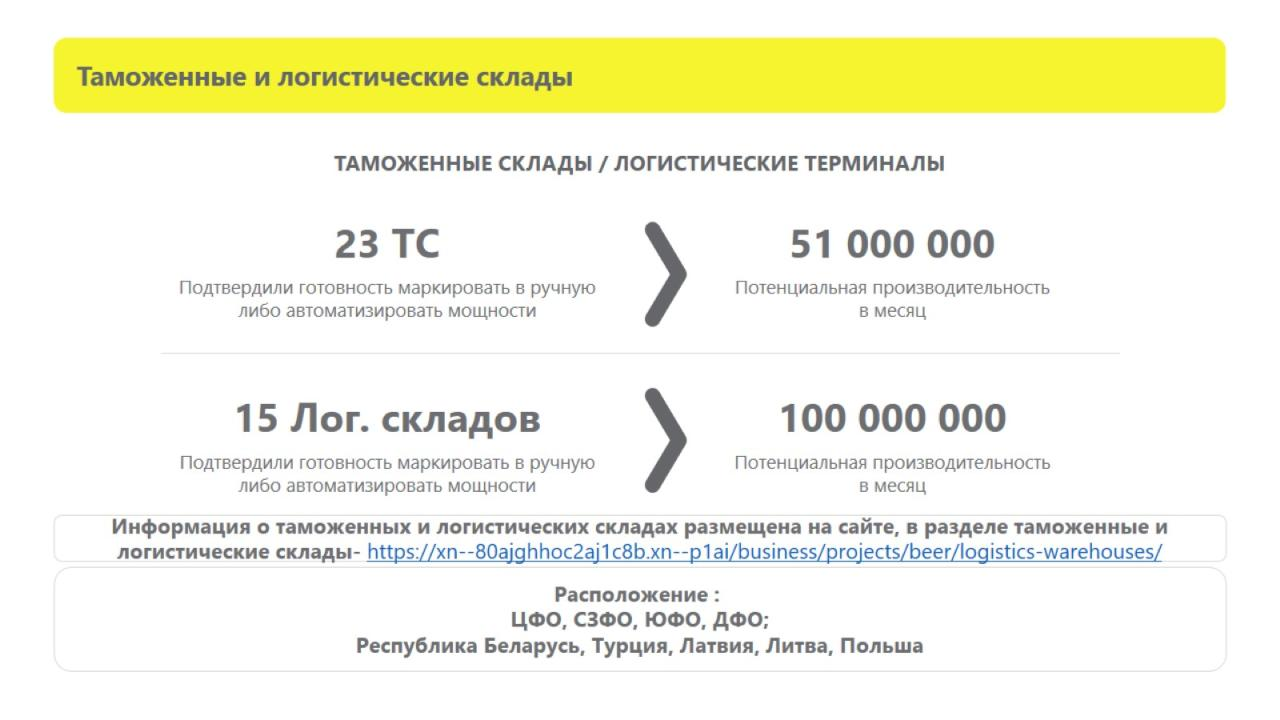 Таможенные и логистические склады
ТАМОЖЕННЫЕ СКЛАДЫ / ЛОГИСТИЧЕСКИЕ ТЕРМИНАЛЫ
23 ТС
Подтвердили готовность маркировать в ручную
либо автоматизировать мощности
51 000 000
Потенциальная производительность
в месяц
15 Лог. складов
Подтвердили готовность маркировать в ручную
либо автоматизировать мощности
100 000 000
Потенциальная производительность
в месяц
Информация о таможенных и логистических складах размещена на сайте, в разделе таможенные и
логистические склады- https://xn--80ajghhoc2aj1c8b.xn--p1ai/business/projects/beer/logistics-warehouses/
Расположение :
ЦФО, СЗФО, ЮФО, ДФО;
Республика Беларусь, Турция, Латвия, Литва, Польша